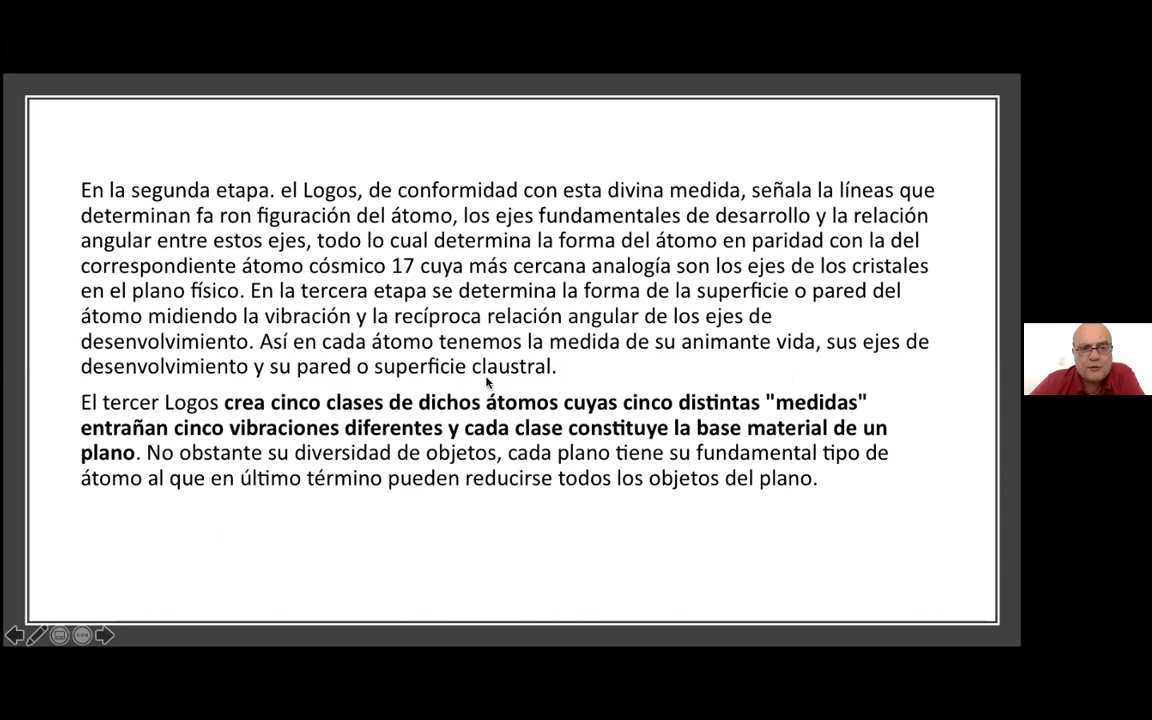 En la segunda etapa. el Logos, de conformidad con esta divina medida, señala la líneas que
determinan fa ron figuración del átomo, los ejes fundamentales de desarrollo y la relación
angular entre estos ejes, todo lo cual determina la forma del átomo en paridad con la del
correspondiente átomo cósmico 17 cuya más cercana analogía son los ejes de los cristales
en el plano físico. En la tercera etapa se determina la forma de la superficie o pared del
átomo midiendo la vibración y la recíproca relación angular de los ejes de
desenvolvimiento. Así en cada átomo tenemos la medida de su animante vida, sus ejes de
desenvolvimiento y su pared o superficie claustral.
El tercer Logos crea cinco clases de dichos átomos cuyas cinco distintas "medidas"
entrañan cinco vibraciones diferentes y cada clase constituye la base material de un
plano. No obstante su diversidad de objetos, cada plano tiene su fundamental tipo de
átomo al que en último término pueden reducirse todos los objetos del plano.